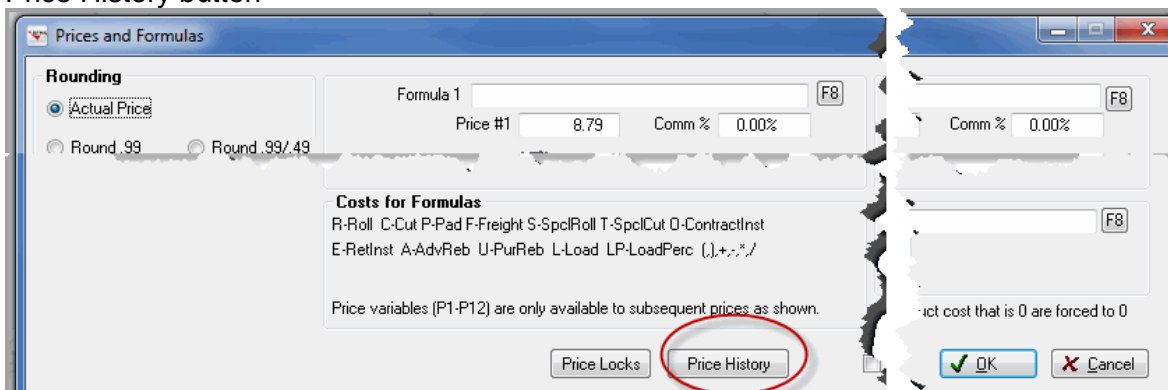 Price History button
Prices and Formulas
Rounding
Actual Price
Formula 1 F8 F8
Price #1 8.79 Comm % 0.00% Comm % 0.00%
Round .99 Round .99/.49
Costs for Formulas
R-Roll C-Cut P-Pad F-Freight S-SpclRoll T-SpclCut O-ContractInst F8
E-RetInst A-AdvReb U-PurReb L-Load LP-LoadPerc (,),+,-,*,/
Price variables (P1-P12) are only available to subsequent prices as shown. cost that is 0 are forced to 0
Price Locks Price History OK Cancel